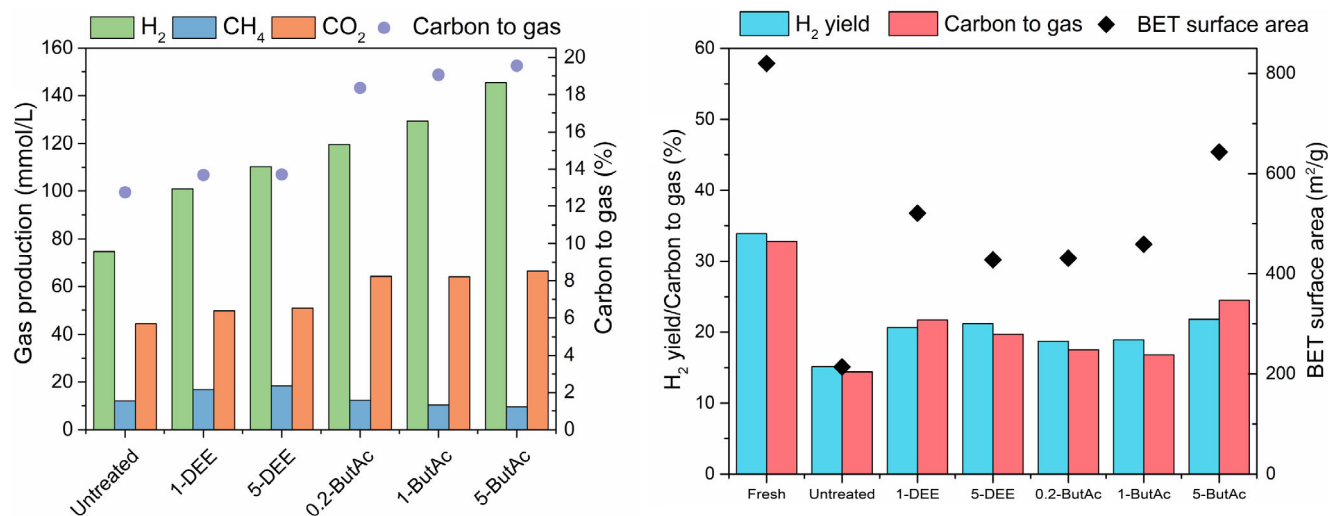 H₂ CH₄ CO₂ Carbon to gas
Gas production (mmol/L)
160
140
120
100
80
60
40
20
0
20
18
16
14
12
10
8
6
4
2
0
Carbon to gas (%)
Untreated
1-DEE
5-DEE
0.2-ButAc
1-ButAc
5-ButAc
H₂ yield Carbon to gas BET surface area
H₂ yield/Carbon to gas (%)
60
50
40
30
20
10
0
800
600
400
200
0
BET surface area (m²/g)
Fresh Untreated 1-DEE 5-DEE 0.2-ButAc 1-ButAc 5-ButAc